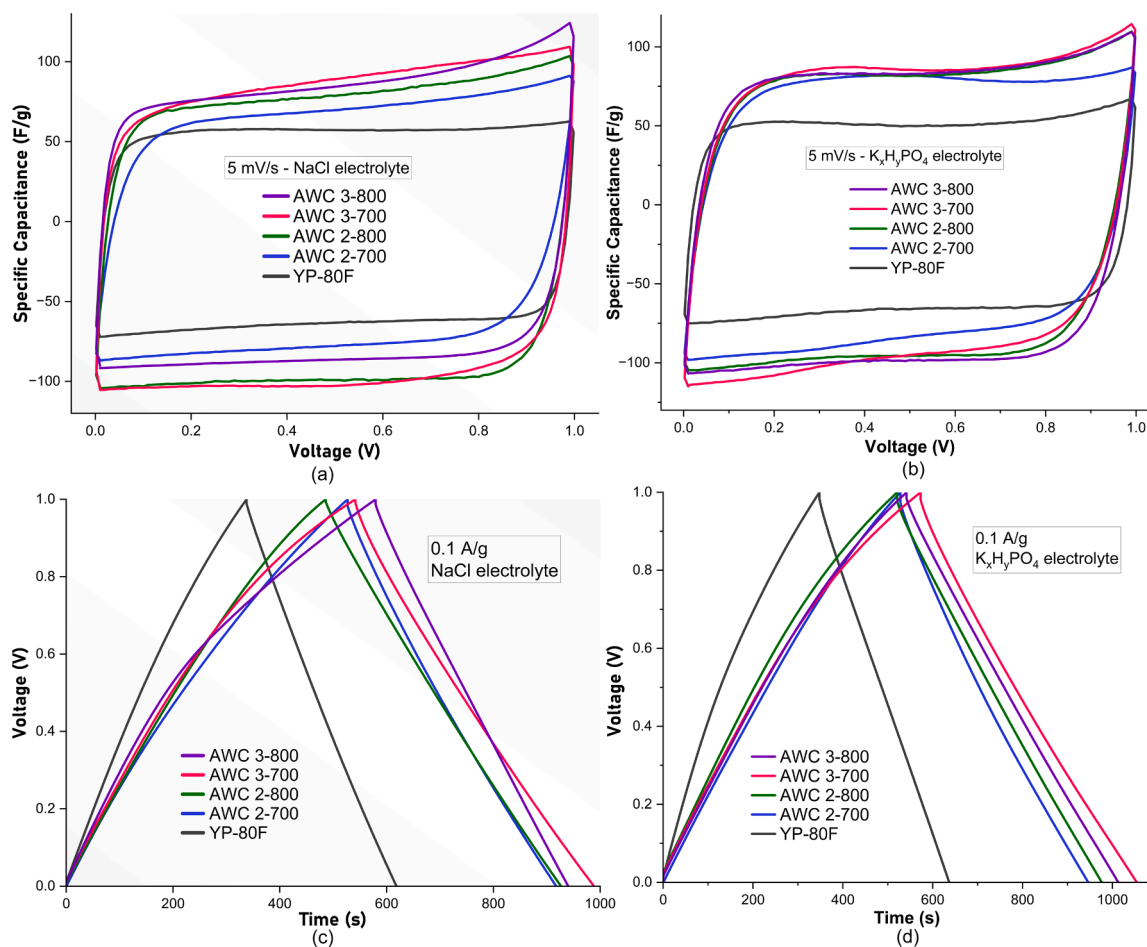 100
50
0
−50
−100
Specific Capacitance (F/g)
5 mV/s - NaCl electrolyte
AWC 3-800
AWC 3-700
AWC 2-800
AWC 2-700
YP-80F
0.0 0.2 0.4 0.6 0.8 1.0
Voltage (V)
(a)
100
50
0
−50
−100
Specific Capacitance (F/g)
5 mV/s - KxHyPO4 electrolyte
AWC 3-800
AWC 3-700
AWC 2-800
AWC 2-700
YP-80F
0.0 0.2 0.4 0.6 0.8 1.0
Voltage (V)
(b)
1.0
0.8
0.6
0.4
0.2
0.0
Voltage (V)
0.1 A/g
NaCl electrolyte
AWC 3-800
AWC 3-700
AWC 2-800
AWC 2-700
YP-80F
0 200 400 600 800 1000
Time (s)
(c)
1.0
0.8
0.6
0.4
0.2
0.0
Voltage (V)
0.1 A/g
KxHyPO4 electrolyte
AWC 3-800
AWC 3-700
AWC 2-800
AWC 2-700
YP-80F
0 200 400 600 800 1000
Time (s)
(d)